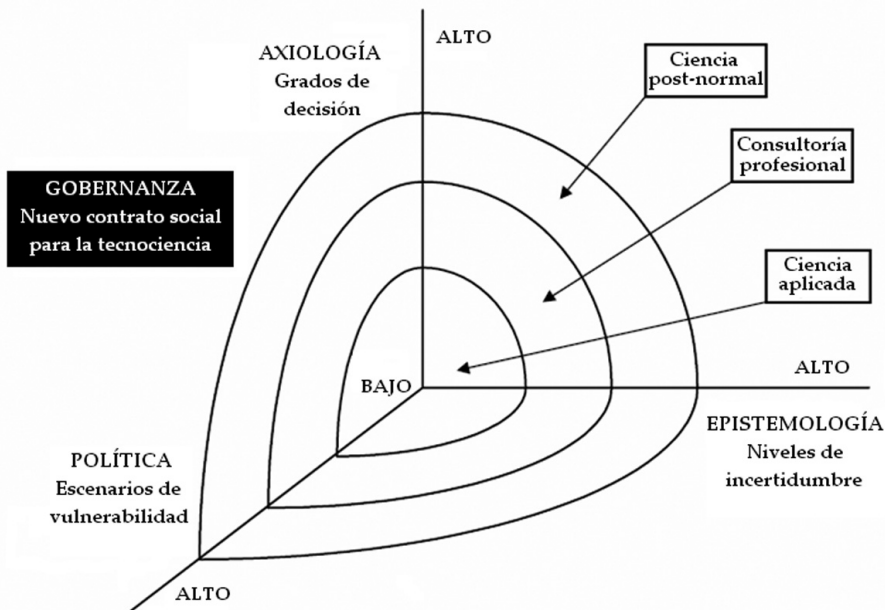 ALTO
AXIOLOGÍA
Grados de
decisión
Ciencia
post-normal
Consultoría
profesional
GOBERNANZA
Nuevo contrato social
para la tecnociencia
Ciencia
aplicada
BAJO
ALTO
EPISTEMOLOGÍA
Niveles de
incertidumbre
POLÍTICA
Escenarios de
vulnerabilidad
ALTO